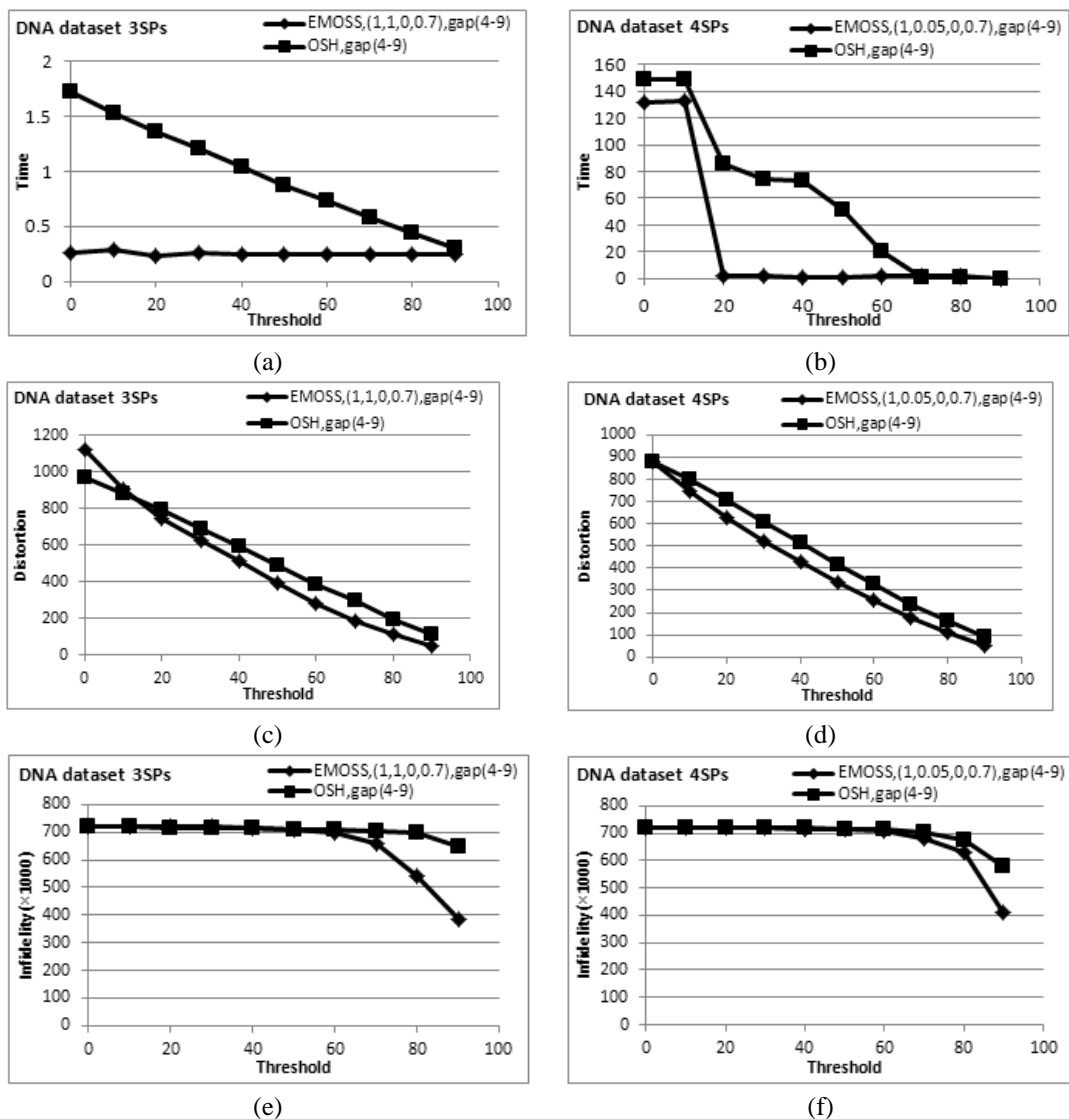 DNA dataset 3SPs
EMOSS,(1,1,0,0.7),gap(4-9)
OSH,gap(4-9)
2
1.5
1
0.5
0
Time
0 20 40 60 80 100
Threshold
(a)
DNA dataset 4SPs
EMOSS,(1,0.05,0,0.7),gap(4-9)
OSH,gap(4-9)
160
140
120
100
80
60
40
20
0
Time
0 20 40 60 80 100
Threshold
(b)
DNA dataset 3SPs
EMOSS,(1,1,0,0.7),gap(4-9)
OSH,gap(4-9)
1200
1000
800
600
400
200
0
Distortion
0 20 40 60 80 100
Threshold
(c)
DNA dataset 4SPs
EMOSS,(1,0.05,0,0.7),gap(4-9)
OSH,gap(4-9)
1000
900
800
700
600
500
400
300
200
100
0
Distortion
0 20 40 60 80 100
Threshold
(d)
DNA dataset 3SPs
EMOSS,(1,1,0,0.7),gap(4-9)
OSH,gap(4-9)
800
700
600
500
400
300
200
100
0
Infidelity(×1000)
0 20 40 60 80 100
Threshold
(e)
DNA dataset 4SPs
EMOSS,(1,0.05,0,0.7),gap(4-9)
OSH,gap(4-9)
800
700
600
500
400
300
200
100
0
Infidelity(×1000)
0 20 40 60 80 100
Threshold
(f)